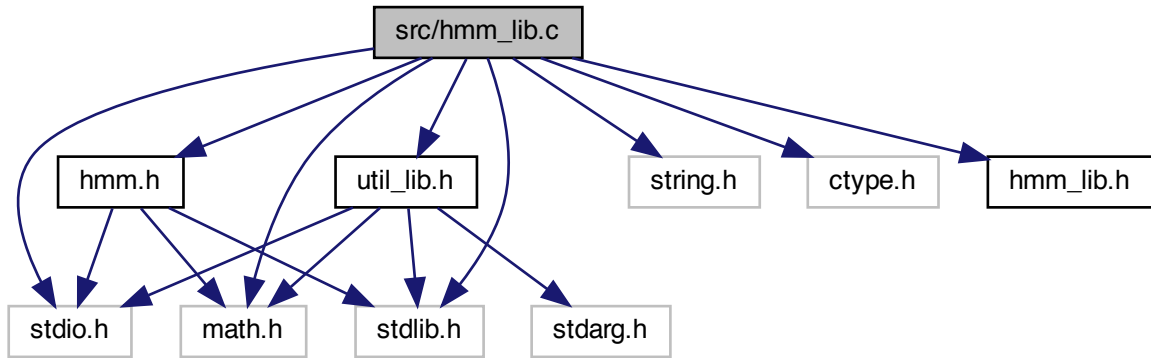 src/hmm_lib.c
hmm.h
util_lib.h
string.h
ctype.h
hmm_lib.h
stdio.h
math.h
stdlib.h
stdarg.h